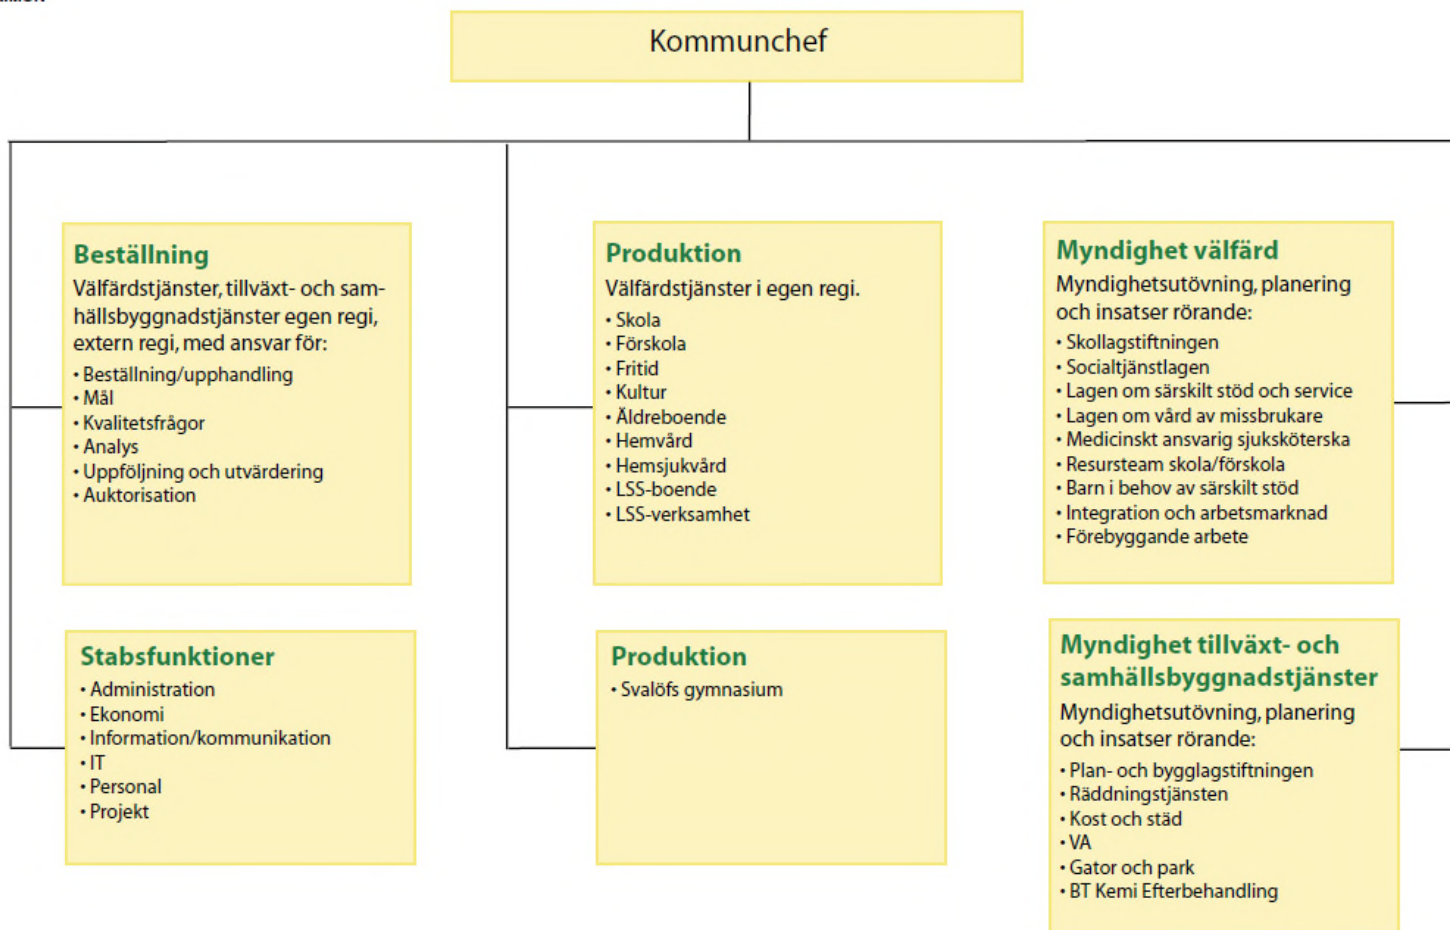 Kommunchef
Beställning
Välfärdstjänster, tillväxt- och sam-
hällsbyggnadstjänster egen regi,
extern regi, med ansvar för:
• Beställning/upphandling
• Mål
• Kvalitetsfrågor
• Analys
• Uppföljning och utvärdering
• Auktorisation
Produktion
Välfärdstjänster i egen regi.
• Skola
• Förskola
• Fritid
• Kultur
• Äldreboende
• Hemvård
• Hemsjukvård
• LSS-boende
• LSS-verksamhet
Myndighet välfärd
Myndighetsutövning, planering
och insatser rörande:
• Skollagstiftningen
• Socialtjänstlagen
• Lagen om särskilt stöd och service
• Lagen om vård av missbrukare
• Medicinskt ansvarig sjuksköterska
• Resursteam skola/förskola
• Barn i behov av särskilt stöd
• Integration och arbetsmarknad
• Förebyggande arbete
Stabsfunktioner
• Administration
• Ekonomi
• Information/kommunikation
• IT
• Personal
• Projekt
Produktion
• Svalöfs gymnasium
Myndighet tillväxt- och
samhällsbyggnadstjänster
Myndighetsutövning, planering
och insatser rörande:
• Plan- och bygglagstiftningen
• Räddningstjänsten
• Kost och städ
• VA
• Gator och park
• BT Kemi Efterbehandling